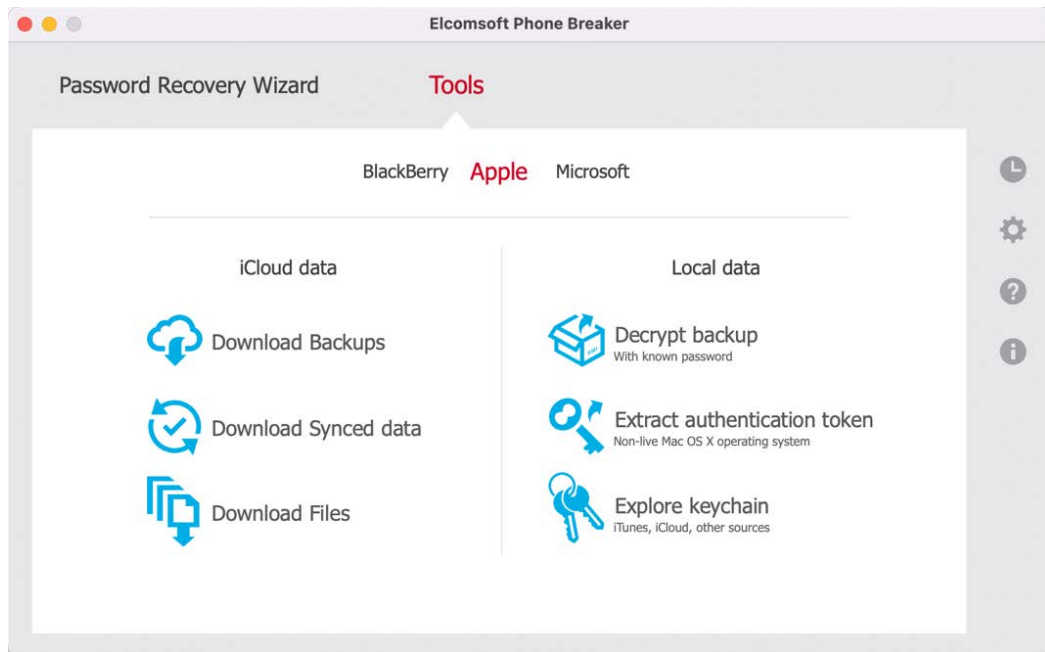 Elcomsoft Phone Breaker
Password Recovery Wizard
Tools
BlackBerry
Apple
Microsoft
iCloud data
Download Backups
Download Synced data
Download Files
Local data
Decrypt backup
With known password
Extract authentication token
Non-live Mac OS X operating system
Explore keychain
iTunes, iCloud, other sources